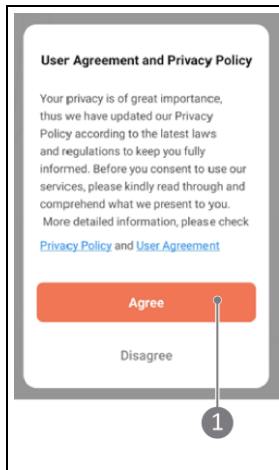 User Agreement and Privacy Policy
Your privacy is of great importance,
thus we have updated our Privacy
Policy according to the latest laws
and regulations to keep you fully
informed. Before you consent to use our
services, please kindly read through and
comprehend what we present to you.
More detailed information, please check
Privacy Policy and User Agreement
Agree
Disagree
1